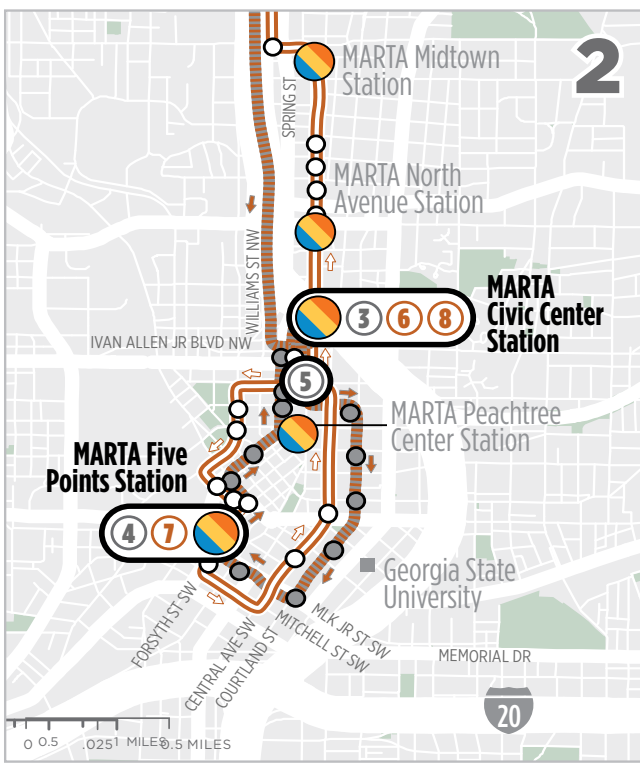 2
MARTA Midtown
Station
SPRING ST
MARTA North
Avenue Station
WILLIAMS ST NW
MARTA
Civic Center
Station
3 6 8
IVAN ALLEN JR BLVD NW
5
MARTA Peachtree
Center Station
MARTA Five
Points Station
4 7
Georgia State
University
FORSYTH ST SW
CENTRAL AVE SW
COURTLAND ST
MITCHELL ST SW
MLK JR ST SW
MEMORIAL DR
20
0 0.5 .025 1 MILES 0.5 MILES